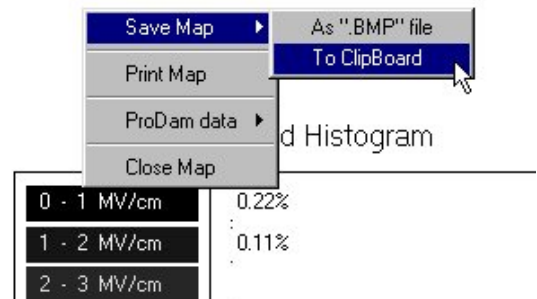 Save Map
As ".BMP" file
To ClipBoard
Print Map
ProDam data
Close Map
d Histogram
0 - 1 MV/cm
0.22%
1 - 2 MV/cm
0.11%
2 - 3 MV/cm